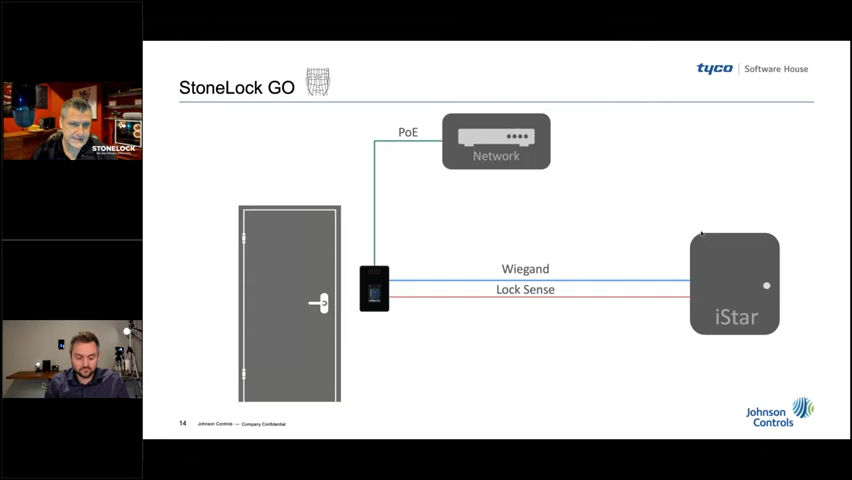 StoneLock GO
tyco | Software House
PoE
Network
Wiegand
Lock Sense
iStar
STONELOCK
14
Johnson Controls — Company Confidential
Johnson
Controls